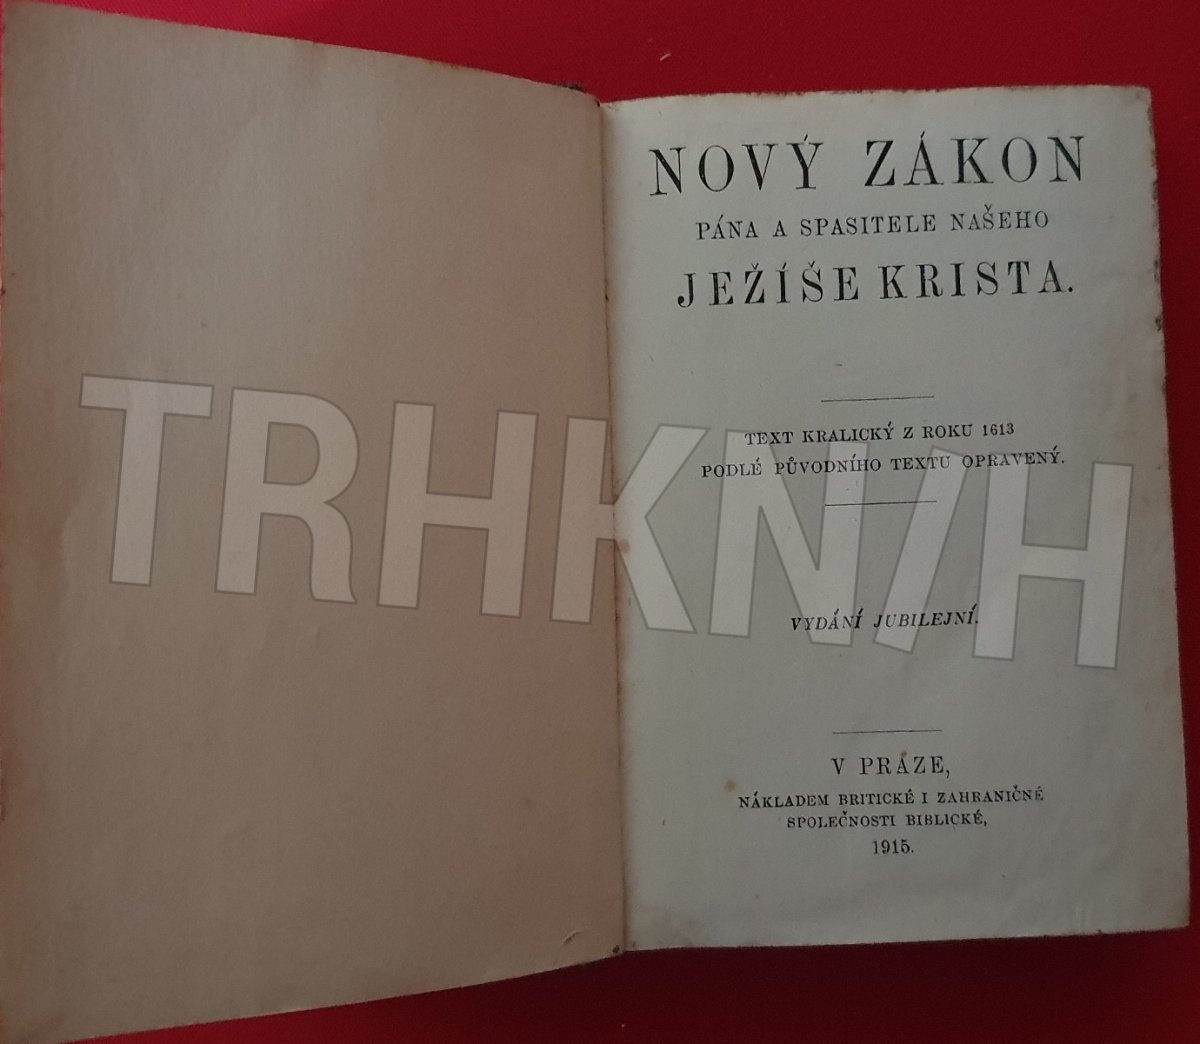 NOVÝ ZÁKON
PÁNA A SPASITELE NAŠEHO
JEŽÍŠE KRISTA.
TEXT KRALICKÝ Z ROKU 1613
PODLÉ PŮVODNÍHO TEXTU OPRAVENÝ.
TRHKNIH
VYDÁNÍ JUBILEJNÍ.
V PRÁZE,
NÁKLADEM BRITICKÉ I ZAHRANIČNÉ
SPOLEČNOSTI BIBLICKÉ,
1915.